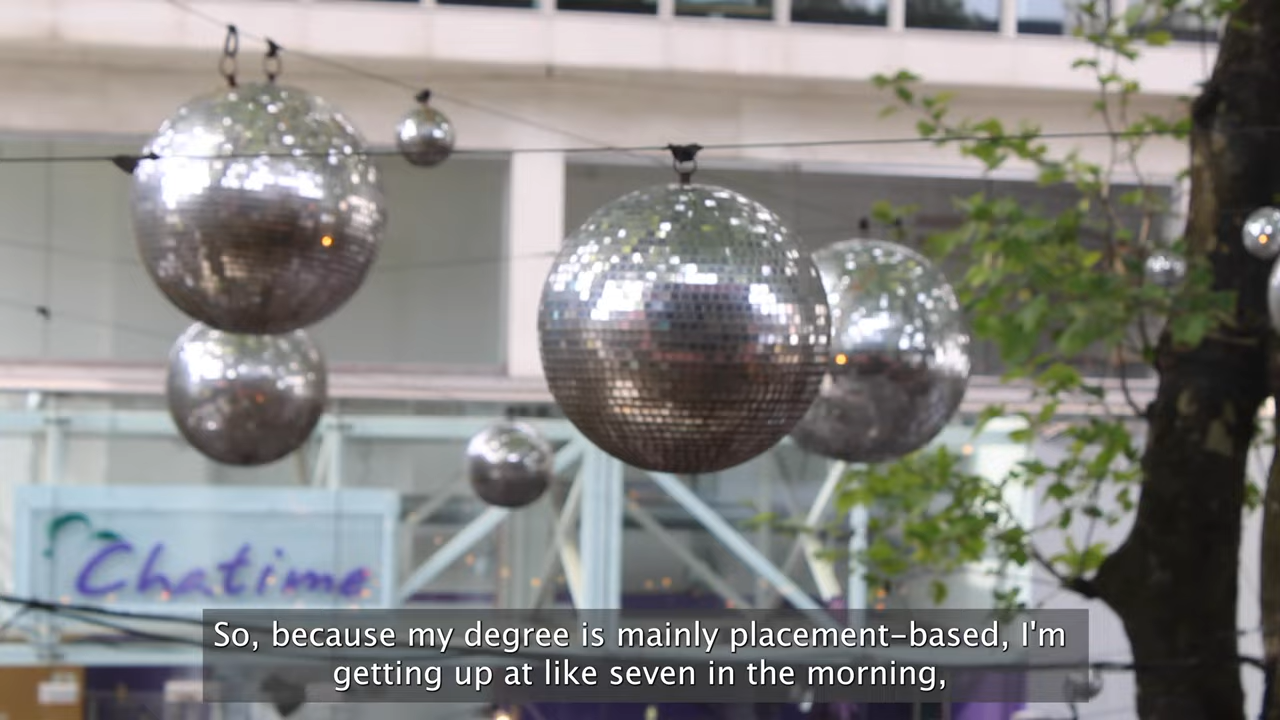 Chatime
So, because my degree is mainly placement-based, I'm
getting up at like seven in the morning,